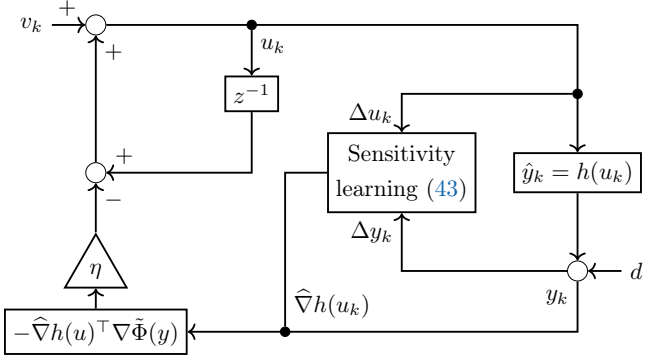 +
v_k
+
u_k
z^{-1}
Δu_k
+
Sensitivity
learning (43)
ŷ_k = h(u_k)
−
Δy_k
η
d
y_k
∇̂h(u_k)
−∇̂h(u)^⊤∇Φ̃(y)